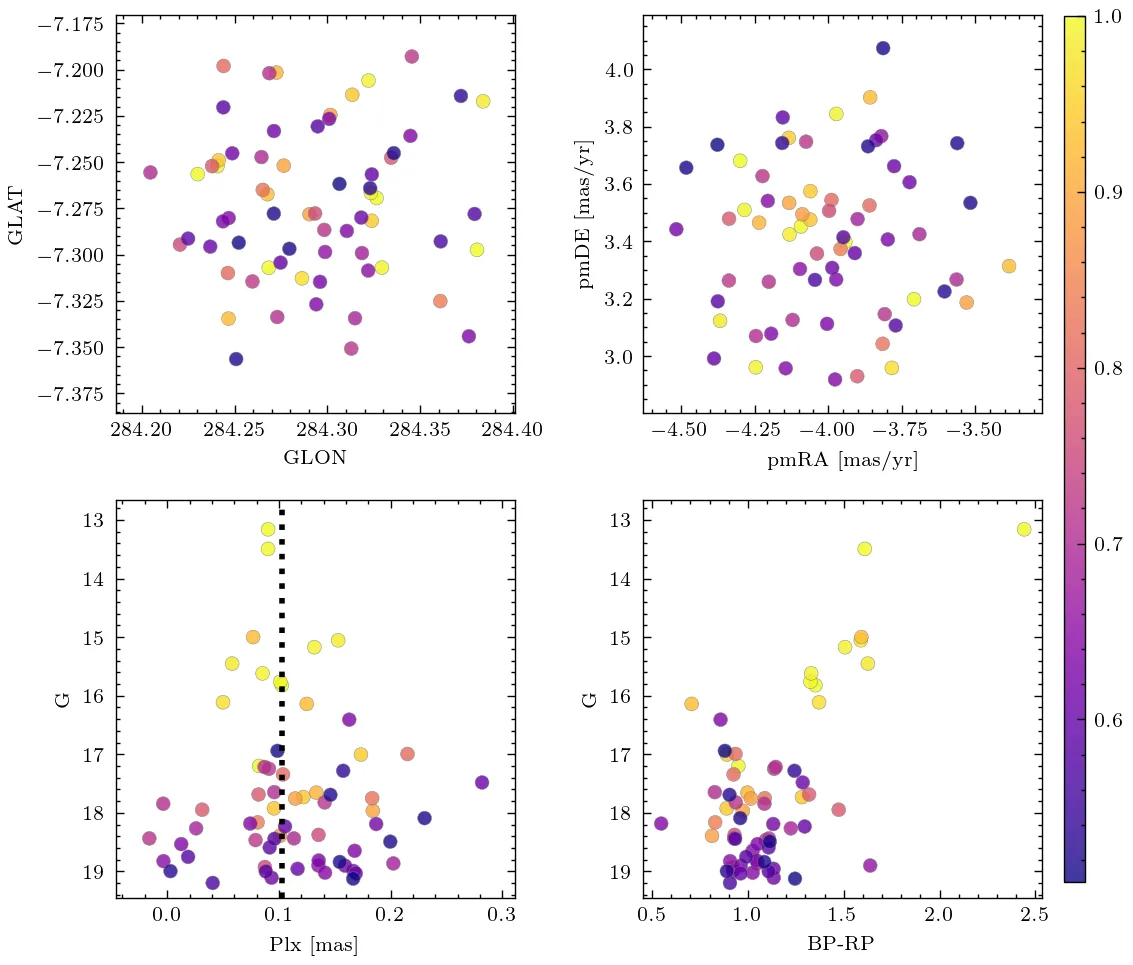 −7.175
−7.200
−7.225
−7.250
−7.275
−7.300
−7.325
−7.350
−7.375
GLAT
284.20 284.25 284.30 284.35 284.40
GLON
4.0
3.8
3.6
3.4
3.2
3.0
pmDE [mas/yr]
−4.50 −4.25 −4.00 −3.75 −3.50
pmRA [mas/yr]
1.0
0.9
0.8
0.7
0.6
13
14
15
16
17
18
19
G
0.0 0.1 0.2 0.3
Plx [mas]
13
14
15
16
17
18
19
G
0.5 1.0 1.5 2.0 2.5
BP-RP